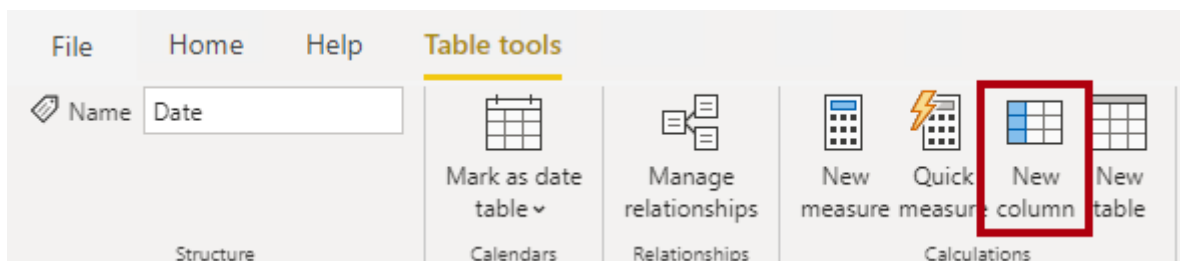 File Home Help Table tools
Name Date
Mark as date table
Manage relationships
New measure
Quick measure
New column
New table
Structure Calendars Relationships Calculations